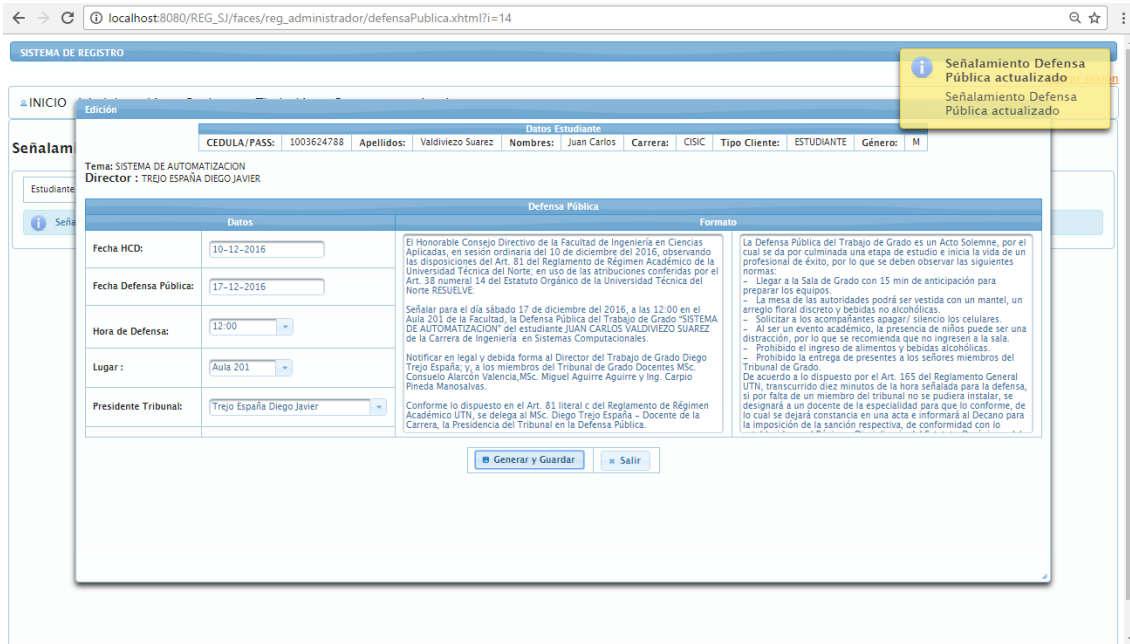 localhost:8080/REG_SJ/faces/reg_administrador/defensaPublica.xhtml?i=14
SISTEMA DE REGISTRO
Señalamiento Defensa
Pública actualizado
Señalamiento Defensa
Pública actualizado
sesión
INICIO
Edición
Datos Estudiante
CEDULA/PASS: 1003624788 Apellidos: Valdiviezo Suarez Nombres: Juan Carlos Carrera: CISIC Tipo Cliente: ESTUDIANTE Género: M
Señalam
Tema: SISTEMA DE AUTOMATIZACION
Director : TREJO ESPAÑA DIEGO JAVIER
Estudiante
Seña
Defensa Pública
Datos
Formato
Fecha HCD: 10-12-2016
Fecha Defensa Pública: 17-12-2016
Hora de Defensa: 12:00
Lugar : Aula 201
Presidente Tribunal: Trejo España Diego Javier
El Honorable Consejo Directivo de la Facultad de Ingeniería en Ciencias
Aplicadas, en sesión ordinaria del 10 de diciembre del 2016, observando
las disposiciones del Art. 81 del Reglamento de Régimen Académico de la
Universidad Técnica del Norte; en uso de las atribuciones conferidas por el
Art. 38 numeral 14 del Estatuto Orgánico de la Universidad Técnica del
Norte RESUELVE:
Señalar para el día sábado 17 de diciembre del 2016, a las 12:00 en el
Aula 201 de la Facultad, la Defensa Pública del Trabajo de Grado "SISTEMA
DE AUTOMATIZACION" del estudiante JUAN CARLOS VALDIVIEZO SUAREZ
de la Carrera de Ingeniería en Sistemas Computacionales.
Notificar en legal y debida forma al Director del Trabajo de Grado Diego
Trejo España; y, a los miembros del Tribunal de Grado Docentes MSc.
Consuelo Alarcón Valencia,MSc. Miguel Aguirre Aguirre y Ing. Carpio
Pineda Manosalvas.
Conforme lo dispuesto en el Art. 81 literal c del Reglamento de Régimen
Académico UTN, se delega al MSc. Diego Trejo España – Docente de la
Carrera, la Presidencia del Tribunal en la Defensa Pública.
La Defensa Pública del Trabajo de Grado es un Acto Solemne, por el
cual se da por culminada una etapa de estudio e inicia la vida de un
profesional de éxito, por lo que se deben observar las siguientes
normas:
– Llegar a la Sala de Grado con 15 min de anticipación para
preparar los equipos.
– La mesa de las autoridades podrá ser vestida con un mantel, un
arreglo floral discreto y bebidas no alcohólicas.
– Solicitar a los acompañantes apagar/ silencio los celulares.
– Al ser un evento académico, la presencia de niños puede ser una
distracción, por lo que se recomienda que no ingresen a la sala.
– Prohibido el ingreso de alimentos y bebidas alcohólicas.
– Prohibido la entrega de presentes a los señores miembros del
Tribunal de Grado.
De acuerdo a lo dispuesto por el Art. 165 del Reglamento General
UTN, transcurrido diez minutos de la hora señalada para la defensa,
si por falta de un miembro del tribunal no se pudiera instalar, se
designará a un docente de la especialidad para que lo conforme, de
lo cual se dejará constancia en una acta e informará al Decano para
la imposición de la sanción respectiva, de conformidad con lo
Generar y Guardar
Salir